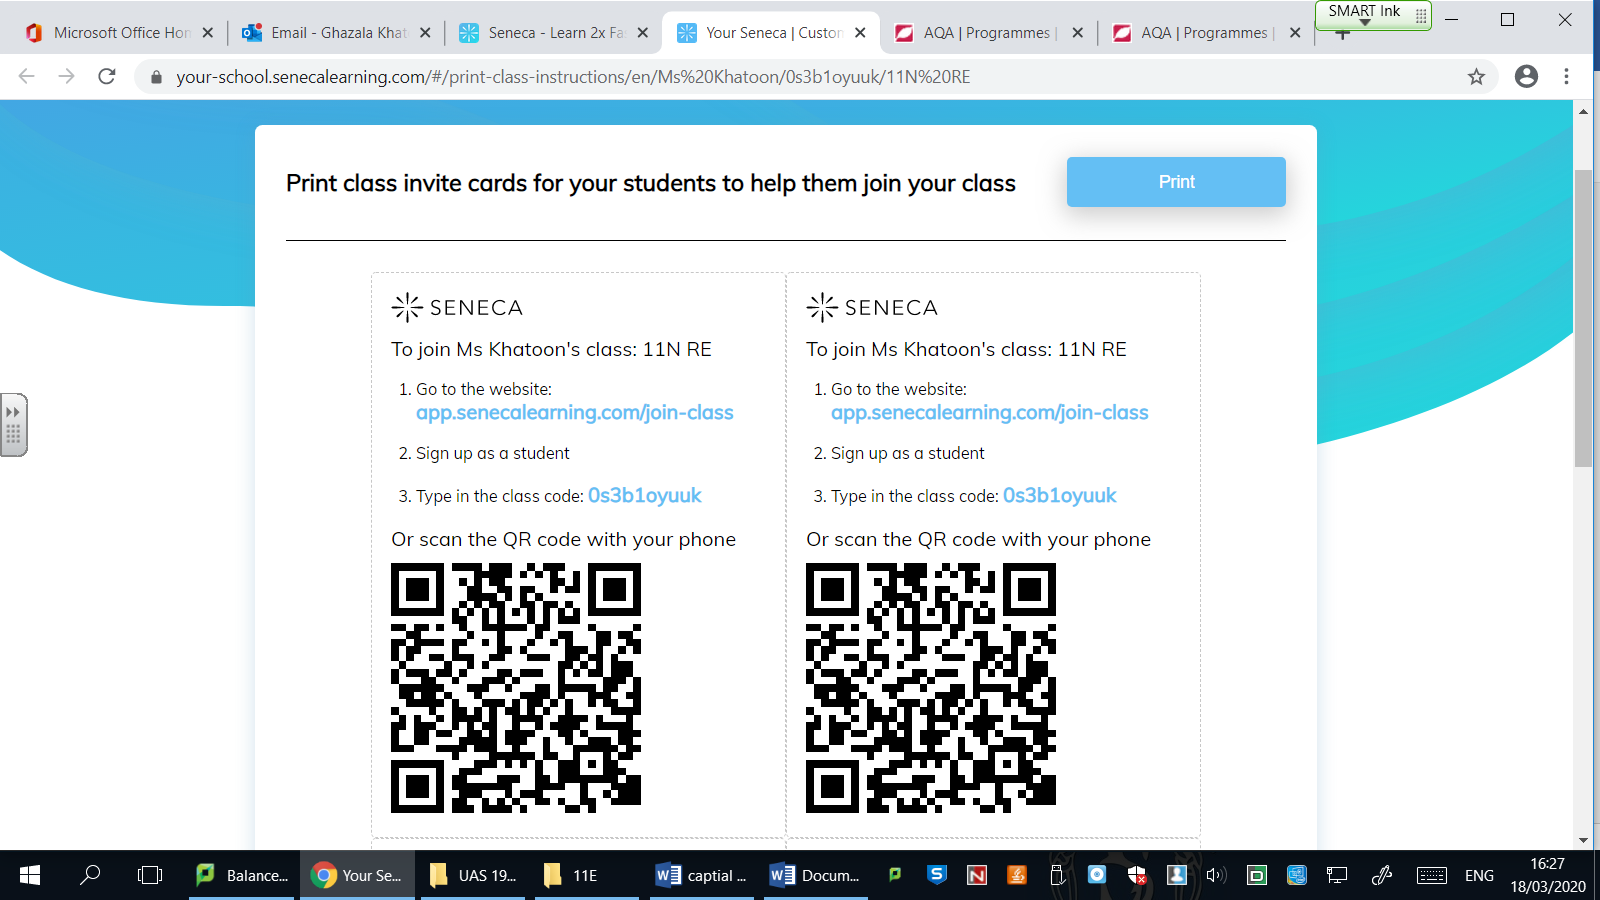 SMART Ink
Microsoft Office Hon
Email - Ghazala Khat
Seneca - Learn 2x Fa
Your Seneca | Custon
AQA | Programmes |
AQA | Programmes |
your-school.senecalearning.com/#/print-class-instructions/en/Ms%20Khatoon/0s3b1oyuuk/11N%20RE
Print class invite cards for your students to help them join your class
Print
SENECA
To join Ms Khatoon's class: 11N RE
1. Go to the website:
app.senecalearning.com/join-class
2. Sign up as a student
3. Type in the class code: 0s3b1oyuuk
Or scan the QR code with your phone
SENECA
To join Ms Khatoon's class: 11N RE
1. Go to the website:
app.senecalearning.com/join-class
2. Sign up as a student
3. Type in the class code: 0s3b1oyuuk
Or scan the QR code with your phone
Balance...
Your Se...
UAS 19...
11E
captial ...
Docum...
ENG
16:27
18/03/2020